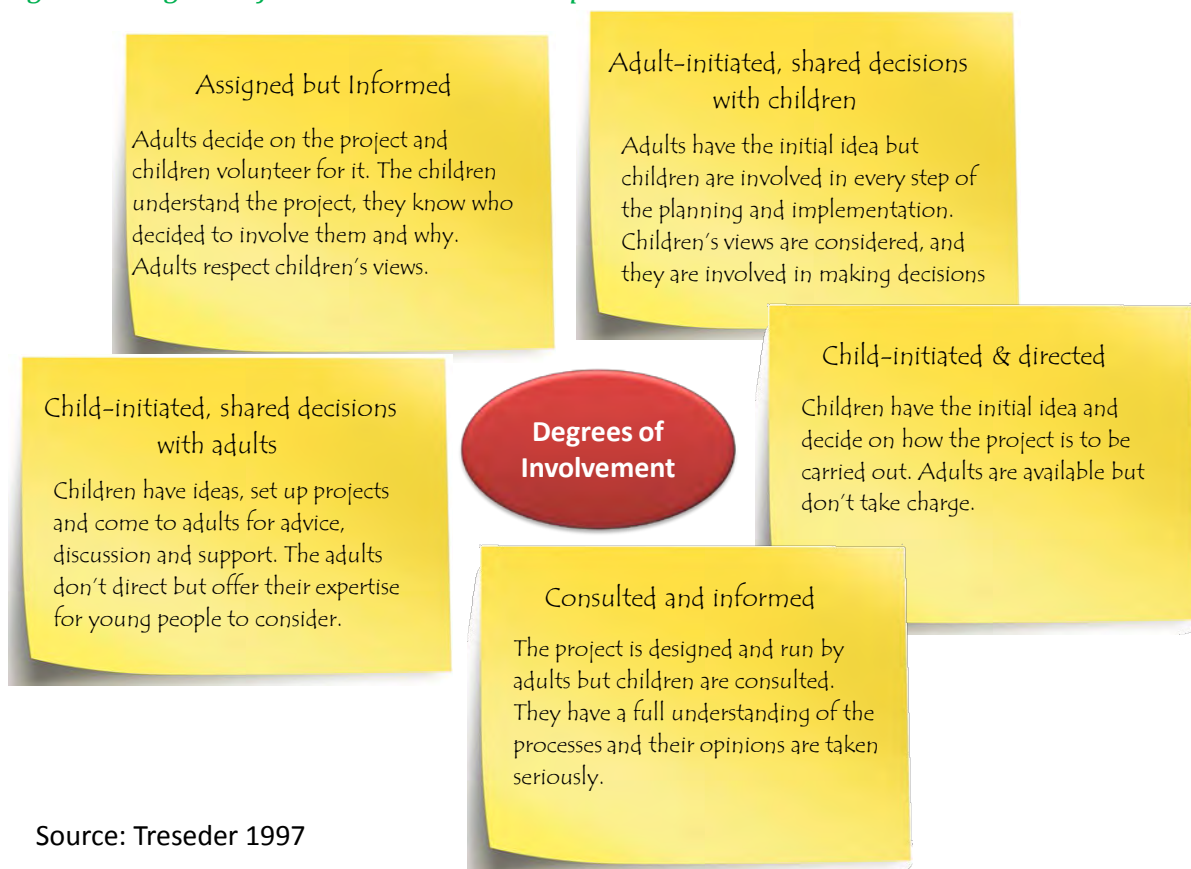 Assigned but Informed
Adults decide on the project and
children volunteer for it. The children
understand the project, they know who
decided to involve them and why.
Adults respect children's views.
Adult-initiated, shared decisions
with children
Adults have the initial idea but
children are involved in every step of
the planning and implementation.
Children's views are considered, and
they are involved in making decisions
Child-initiated, shared decisions
with adults
Children have ideas, set up projects
and come to adults for advice,
discussion and support. The adults
don't direct but offer their expertise
for young people to consider.
Degrees of
Involvement
Child-initiated & directed
Children have the initial idea and
decide on how the project is to be
carried out. Adults are available but
don't take charge.
Consulted and informed
The project is designed and run by
adults but children are consulted.
They have a full understanding of the
processes and their opinions are taken
seriously.
Source: Treseder 1997